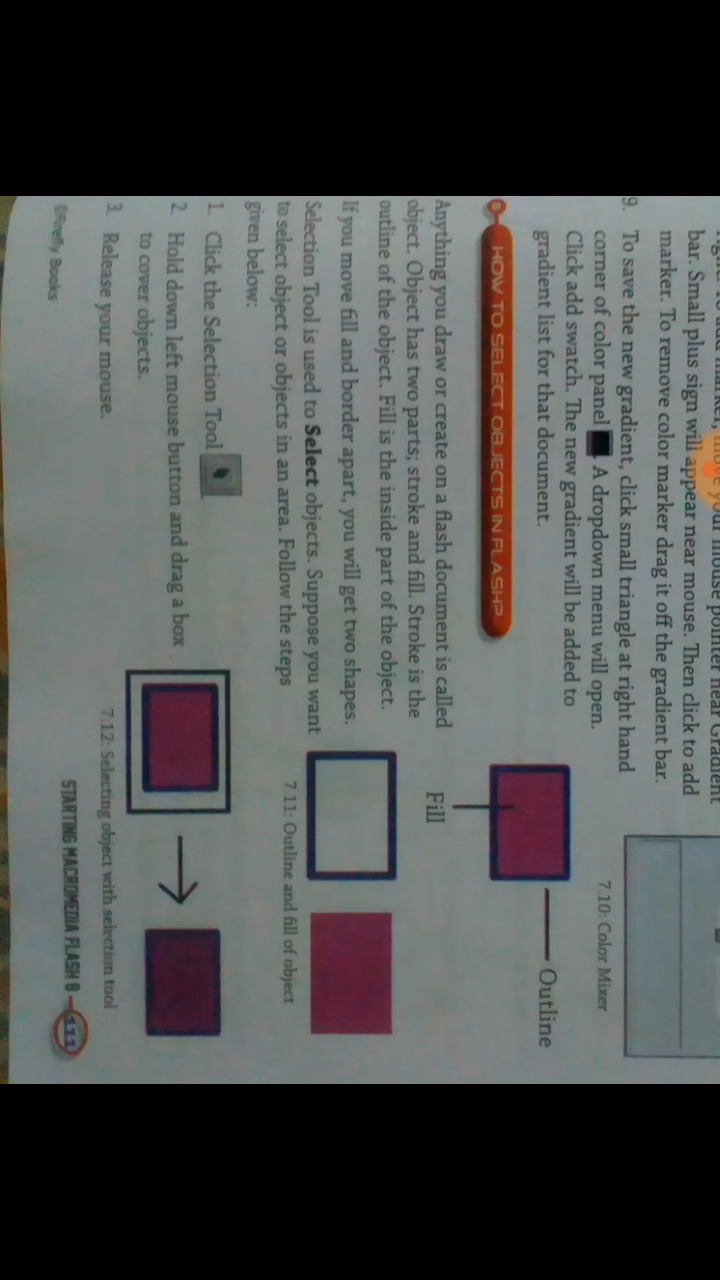 bar. Small plus sign will appear near mouse. Then click to add
marker. To remove color marker drag it off the gradient bar.
9. To save the new gradient, click small triangle at right hand
corner of color panel. A dropdown menu will open.
Click add swatch. The new gradient will be added to
gradient list for that document.
7.10: Color Mixer
HOW TO SELECT OBJECTS IN FLASH?
Anything you draw or create on a flash document is called
object. Object has two parts; stroke and fill. Stroke is the
outline of the object. Fill is the inside part of the object.
If you move fill and border apart, you will get two shapes.
Selection Tool is used to Select objects. Suppose you want
to select object or objects in an area. Follow the steps
given below:
Outline
Fill
7.11: Outline and fill of object
1. Click the Selection Tool
2. Hold down left mouse button and drag a box
to cover objects.
3. Release your mouse.
7.12: Selecting object with selection tool
©Firefly Books
STARTING MACROMEDIA FLASH 8 111